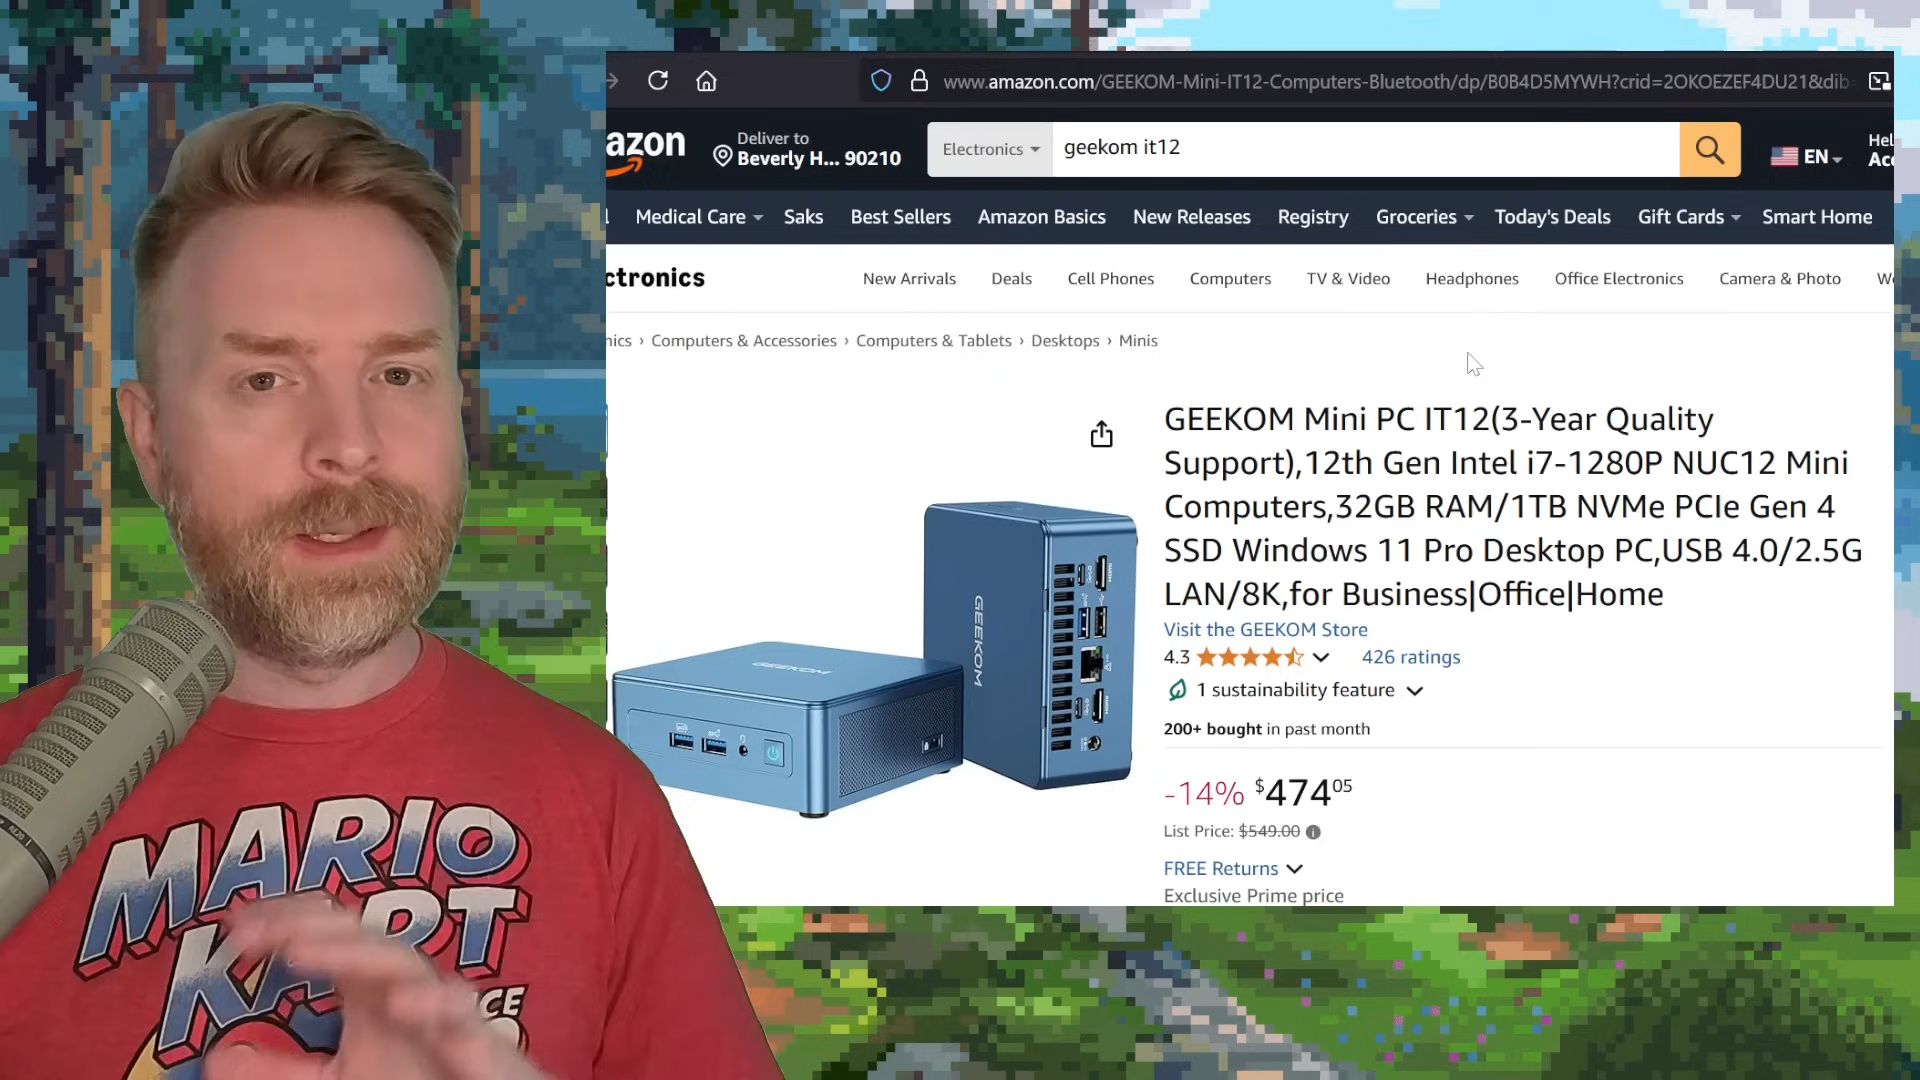 www.amazon.com/GEEKOM-Mini-IT12-Computers-Bluetooth/dp/B0B4D5MYWH?crid=2OKOEZEF4DU21&dib
azon
Deliver to
Beverly H... 90210
Electronics
geekom it12
EN
Medical Care
Saks
Best Sellers
Amazon Basics
New Releases
Registry
Groceries
Today's Deals
Gift Cards
Smart Home
ctronics
New Arrivals
Deals
Cell Phones
Computers
TV & Video
Headphones
Office Electronics
Camera & Photo
nics › Computers & Accessories › Computers & Tablets › Desktops › Minis
GEEKOM Mini PC IT12(3-Year Quality
Support),12th Gen Intel i7-1280P NUC12 Mini
Computers,32GB RAM/1TB NVMe PCIe Gen 4
SSD Windows 11 Pro Desktop PC,USB 4.0/2.5G
LAN/8K,for Business|Office|Home
Visit the GEEKOM Store
4.3
426 ratings
1 sustainability feature
200+ bought in past month
-14% $474 05
List Price: $549.00
FREE Returns
Exclusive Prime price
GEEKOM
GEEKOM
MARIO
KART